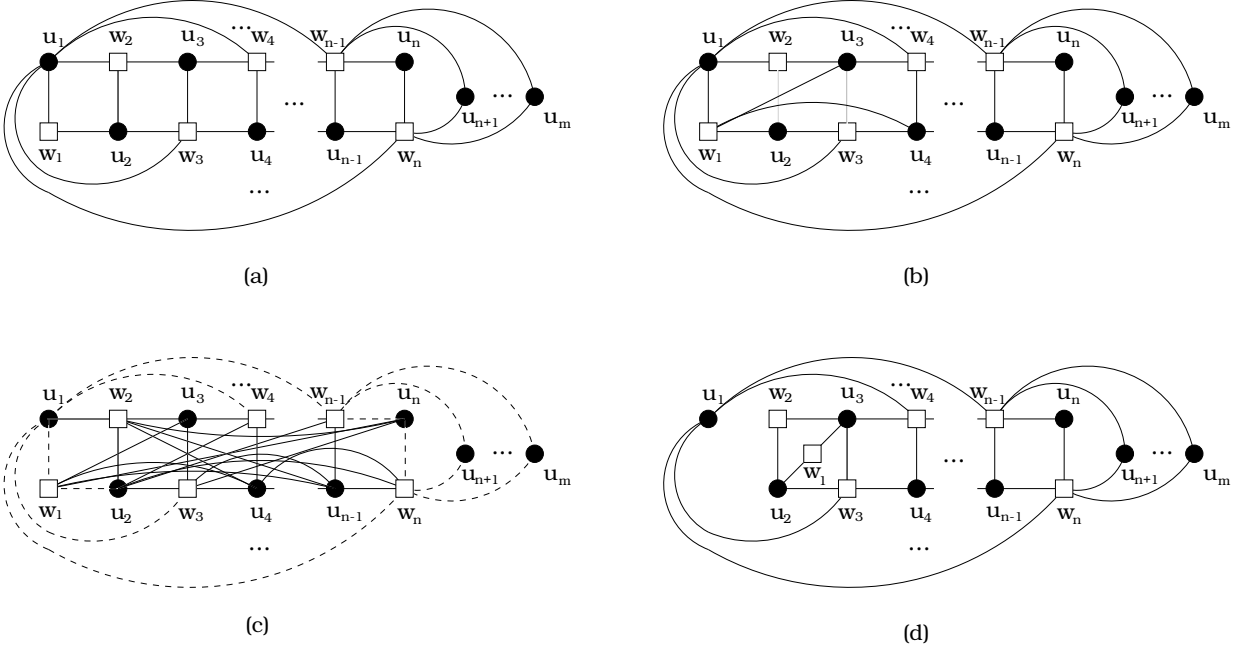 u1 w2 u3 ... w4 wn-1 un
... ... un+1 um
w1 u2 w3 u4 un-1 wn
...
(a)
u1 w2 u3 ... w4 wn-1 un
... ... un+1 um
w1 u2 w3 u4 un-1 wn
...
(b)
u1 w2 u3 ... w4 wn-1 un
... un+1 um
w1 u2 w3 u4 un-1 wn
...
(c)
u1 w2 u3 ... w4 wn-1 un
w1 ... ... un+1 um
u2 w3 u4 un-1 wn
...
(d)